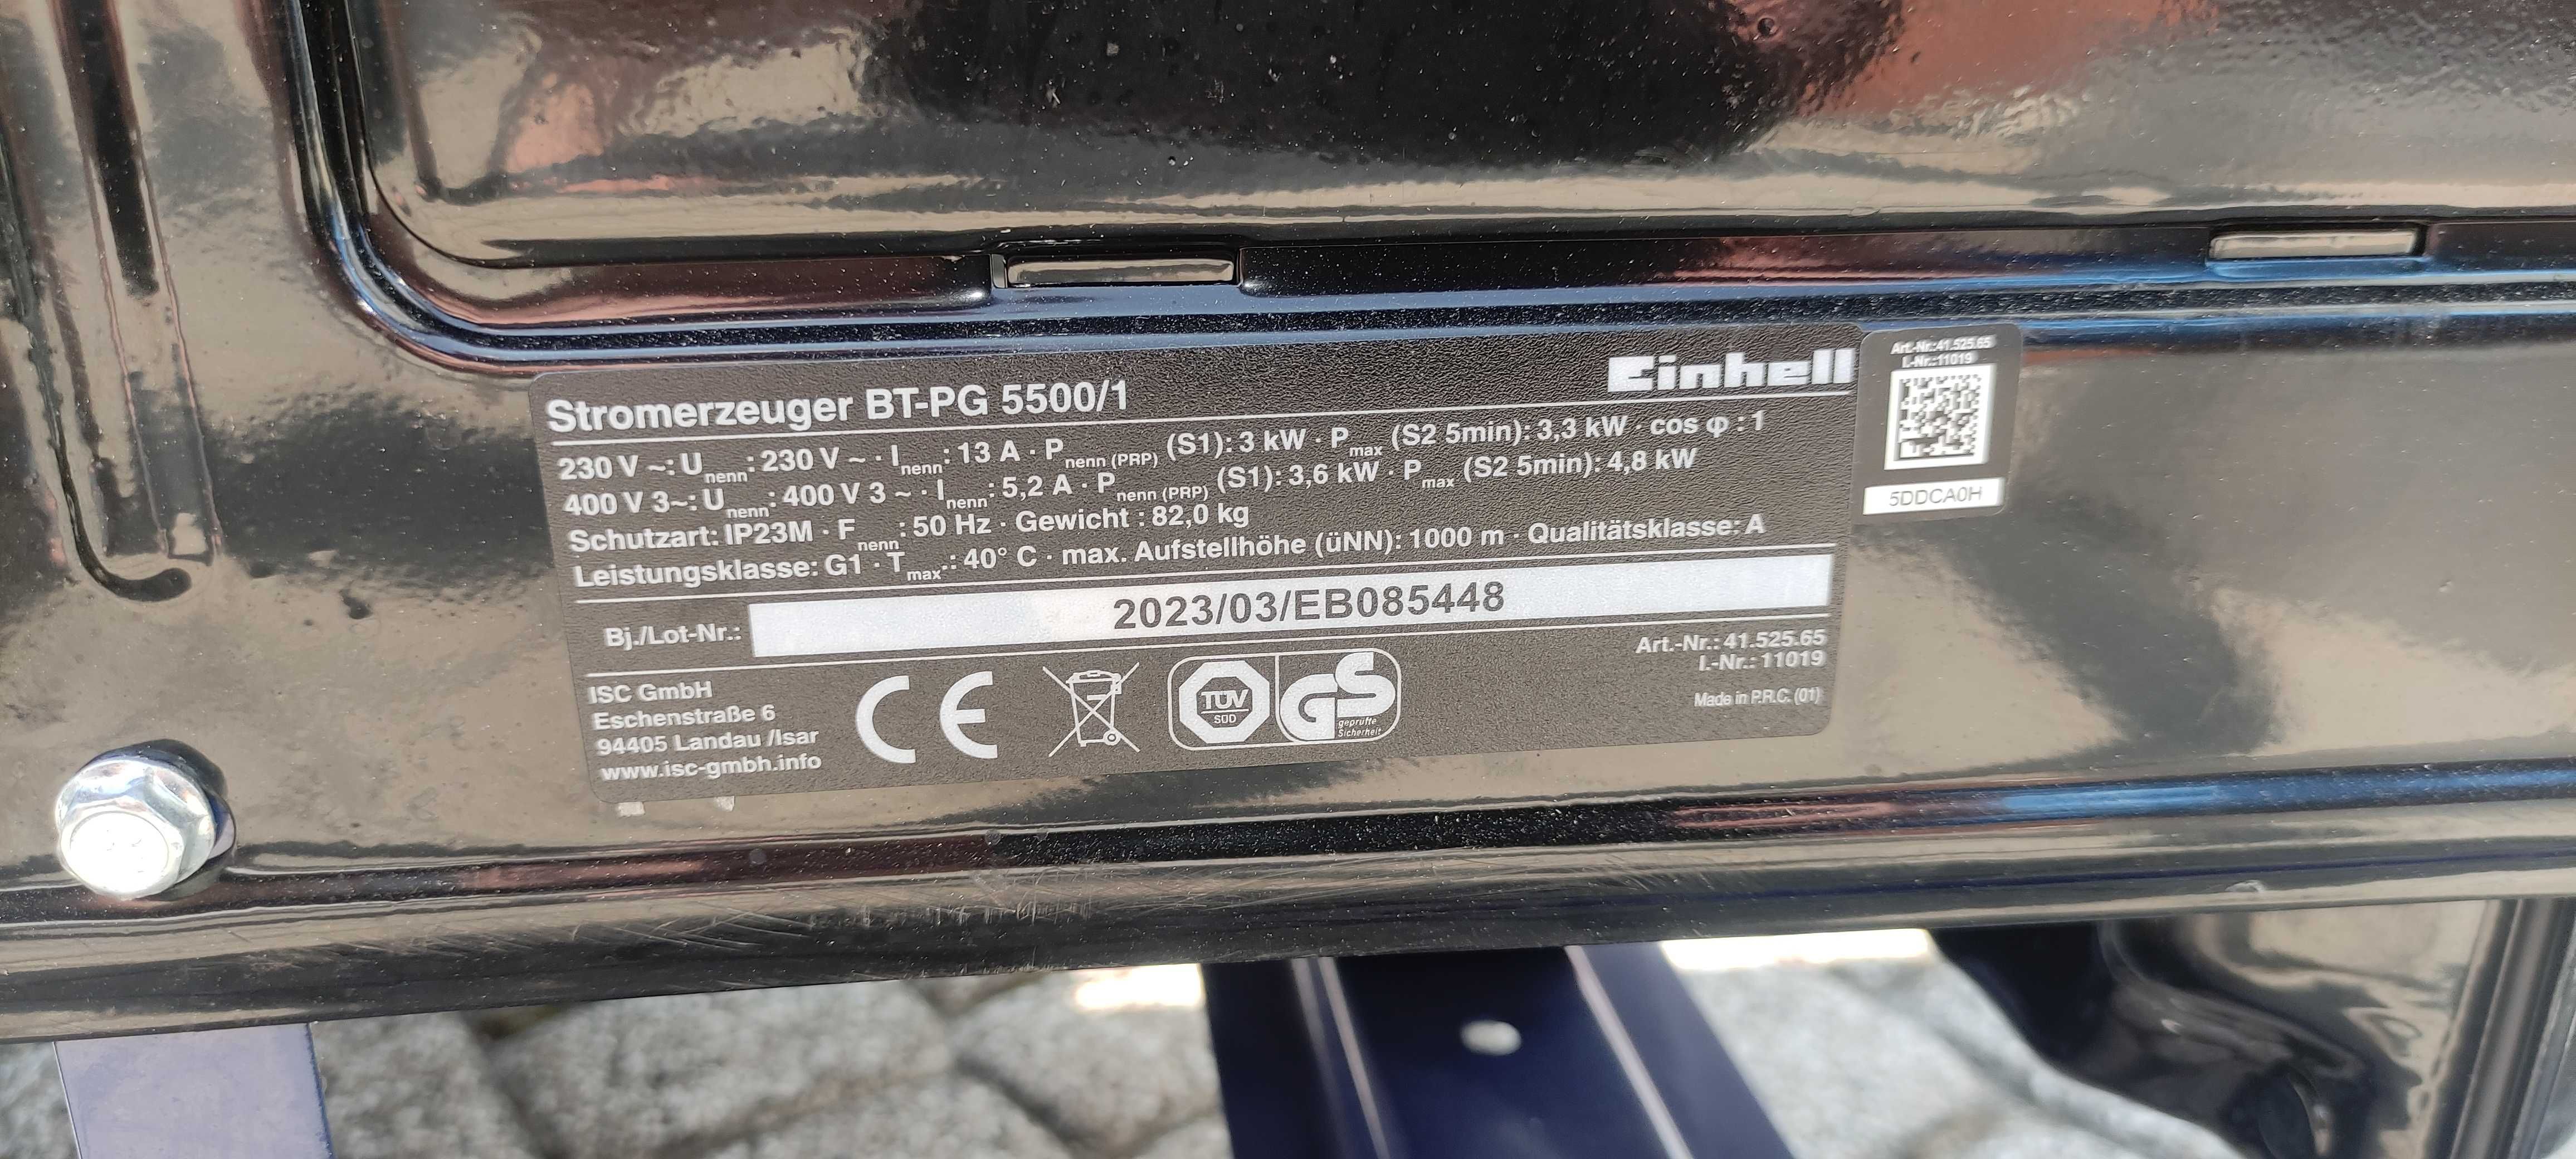 Stromerzeuger BT-PG 5500/1
Einhell
230 V ~: Unenn: 230 V ~ · Inenn: 13 A · Pnenn (PRP) (S1): 3 kW · Pmax (S2 5min): 3,3 kW · cos φ : 1
400 V 3~: Unenn: 400 V 3 ~ · Inenn: 5,2 A · Pnenn (PRP) (S1): 3,6 kW · Pmax (S2 5min): 4,8 kW
Schutzart: IP23M · Fnenn: 50 Hz · Gewicht : 82,0 kg
Leistungsklasse: G1 · Tmax.: 40° C · max. Aufstellhöhe (üNN): 1000 m · Qualitätsklasse: A
Bj./Lot-Nr.: 2023/03/EB085448
ISC GmbH
Eschenstraße 6
94405 Landau /Isar
www.isc-gmbh.info
CE
TÜV
SÜD
GS
geprüfte
Sicherheit
Art.-Nr.: 41.525.65
I.-Nr.: 11019
Made in P.R.C. (01)
Art.-Nr.:41.525.65
I.-Nr.:11019
5DDCA0H